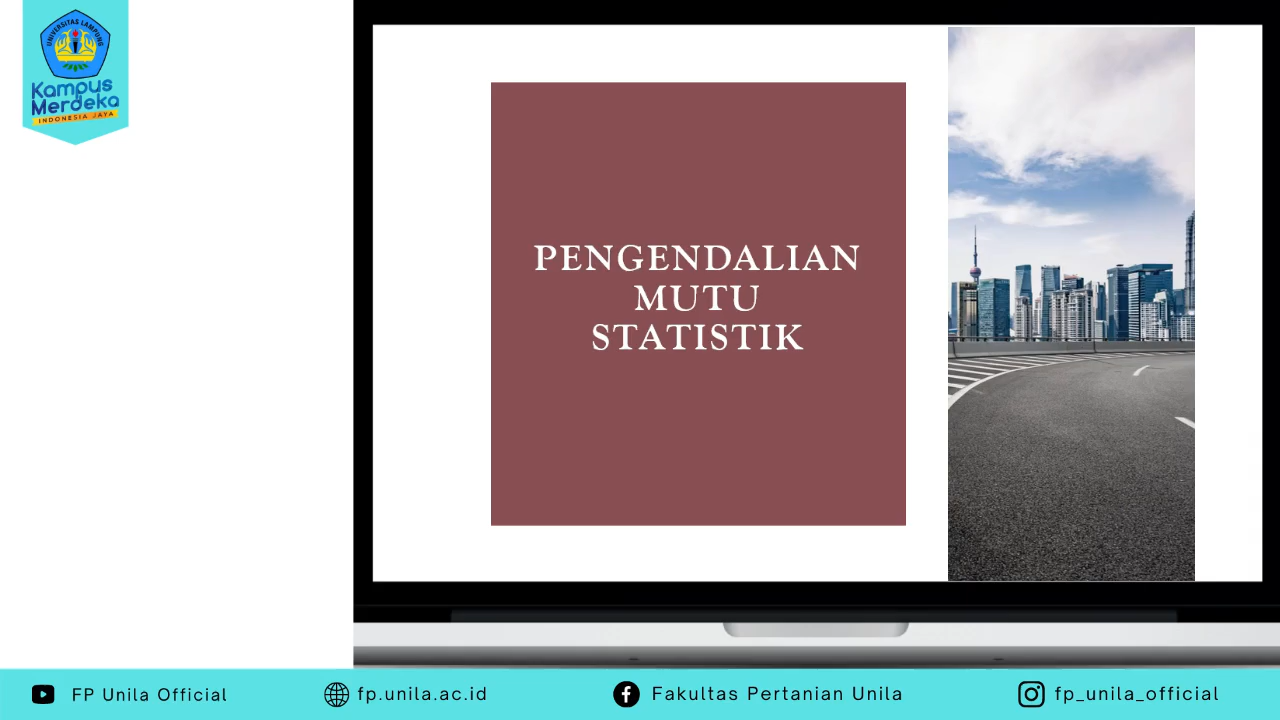 UNIVERSITAS LAMPUNG
Kampus
Merdeka
INDONESIA JAYA
PENGENDALIAN
MUTU
STATISTIK
FP Unila Official
fp.unila.ac.id
Fakultas Pertanian Unila
fp_unila_official